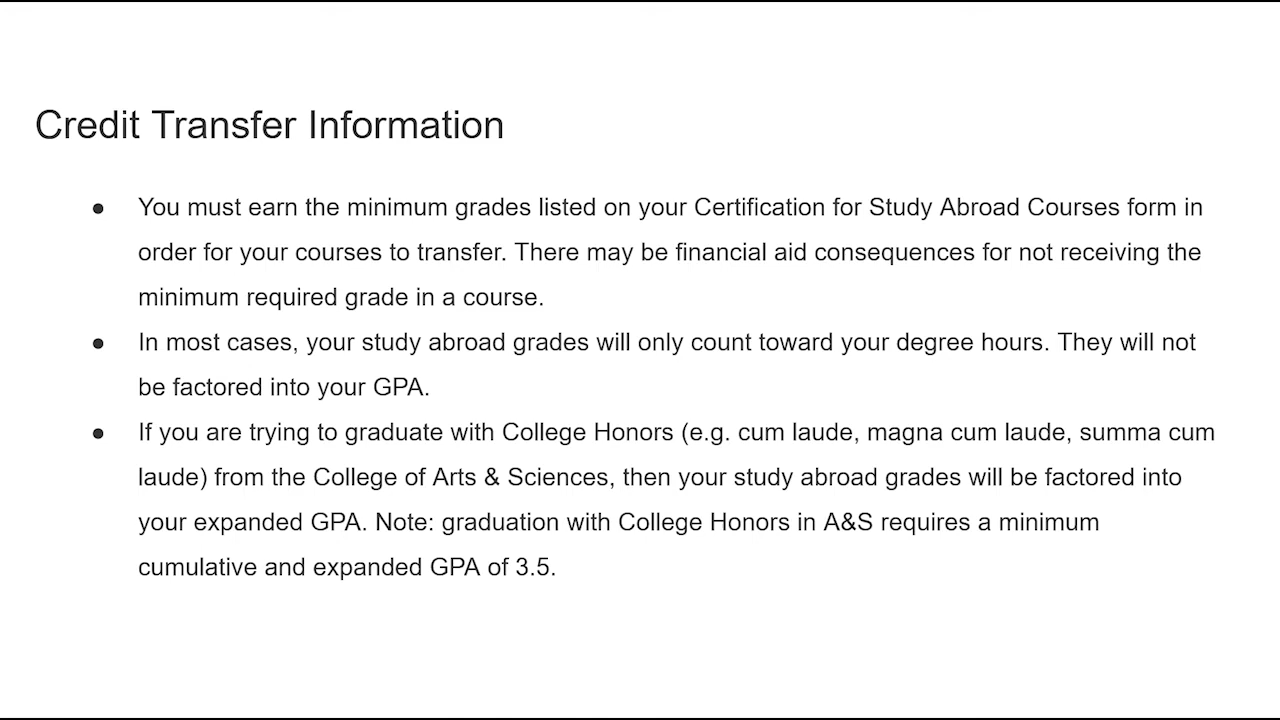 Credit Transfer Information
● You must earn the minimum grades listed on your Certification for Study Abroad Courses form in
order for your courses to transfer. There may be financial aid consequences for not receiving the
minimum required grade in a course.
● In most cases, your study abroad grades will only count toward your degree hours. They will not
be factored into your GPA.
● If you are trying to graduate with College Honors (e.g. cum laude, magna cum laude, summa cum
laude) from the College of Arts & Sciences, then your study abroad grades will be factored into
your expanded GPA. Note: graduation with College Honors in A&S requires a minimum
cumulative and expanded GPA of 3.5.